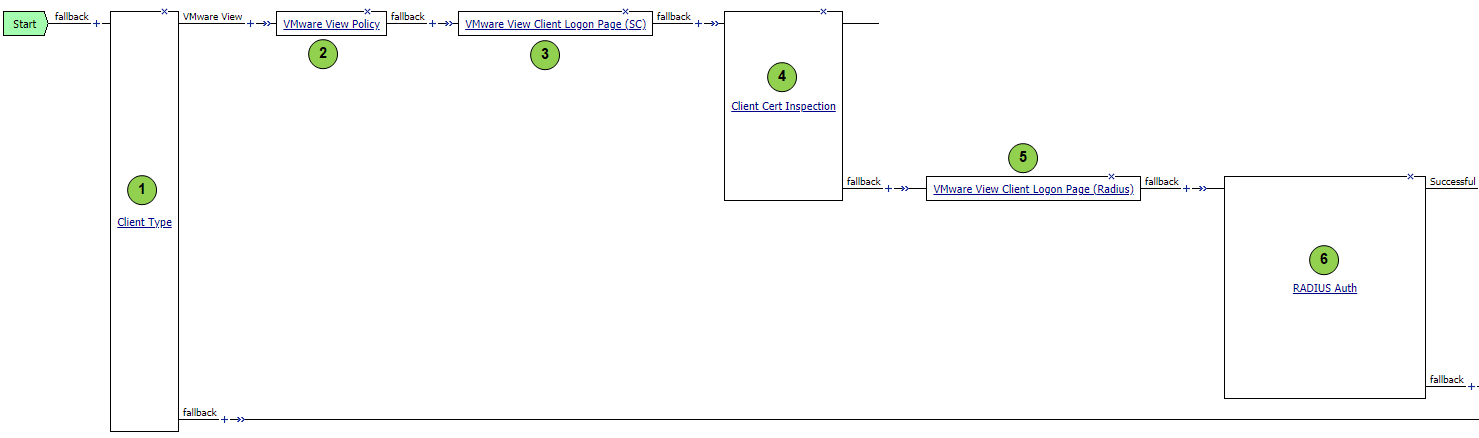 Start
fallback
VMware View
VMware View Policy
fallback
VMware View Client Logon Page (SC)
fallback
2
3
4
Client Cert Inspection
1
Client Type
5
fallback
VMware View Client Logon Page (Radius)
fallback
Successful
6
RADIUS Auth
fallback
fallback